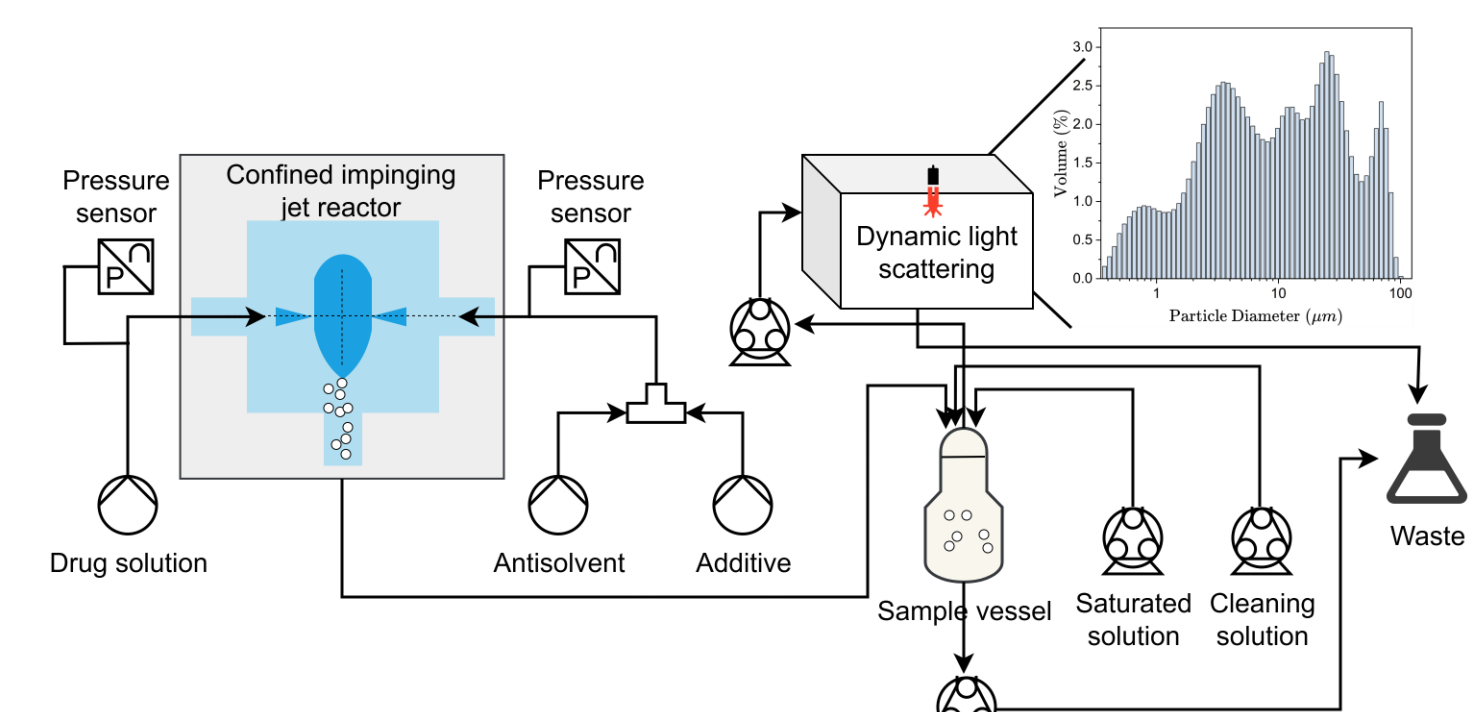 Pressure
sensor
P
Confined impinging
jet reactor
Pressure
sensor
P
Drug solution
Antisolvent
Additive
Dynamic light
scattering
Volume (%)
3.0
2.5
2.0
1.5
1.0
0.5
0.0
1
10
100
Particle Diameter (μm)
Sample vessel
Saturated
solution
Cleaning
solution
Waste